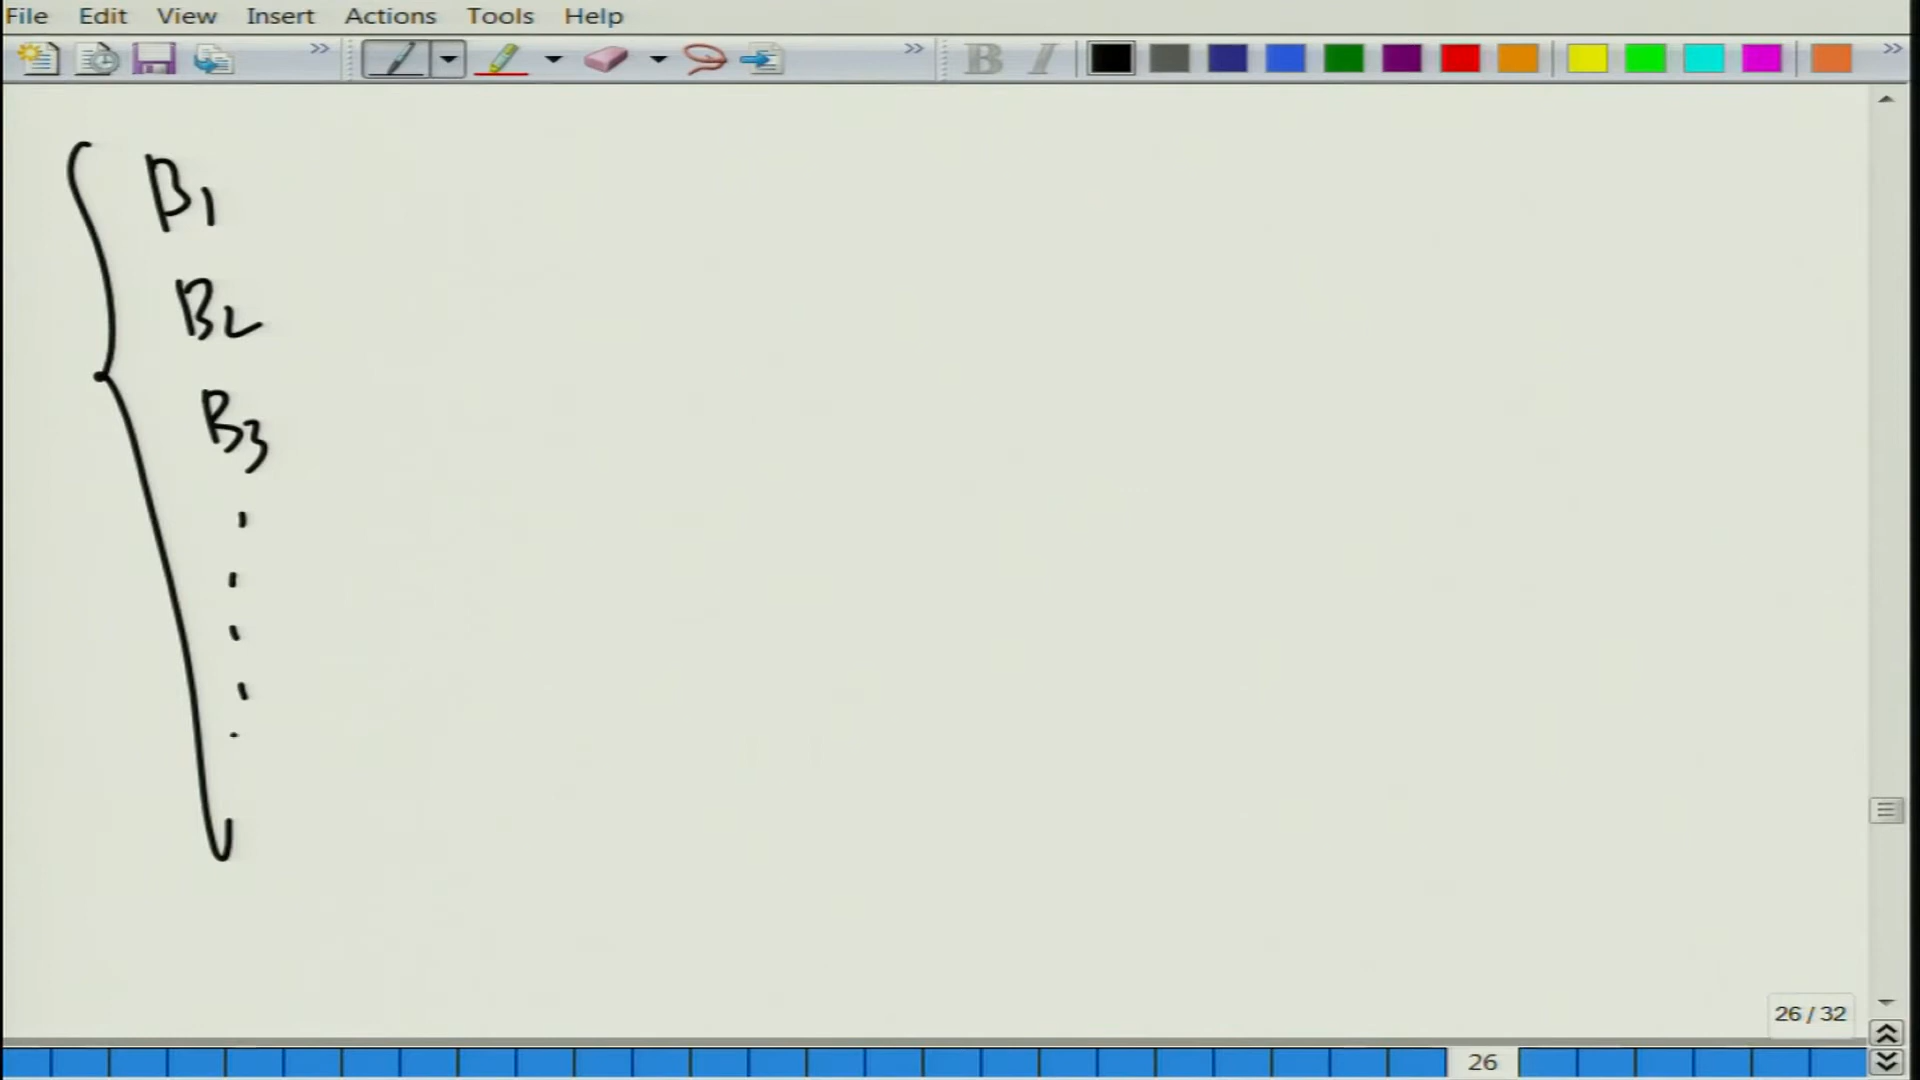 File Edit View Insert Actions Tools Help
B I
B1
B2
B3
26 / 32
26